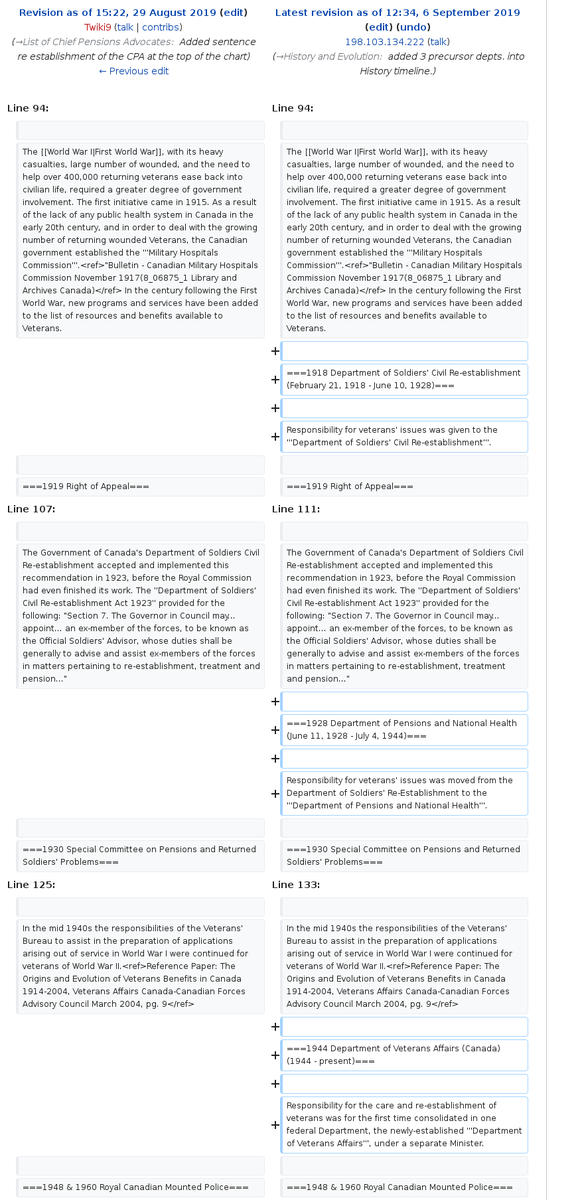 Revision as of 15:22, 29 August 2019 (edit)
Twiki9 (talk | contribs)
(→List of Chief Pensions Advocates: Added sentence
re establishment of the CPA at the top of the chart)
← Previous edit
Latest revision as of 12:34, 6 September 2019
(edit) (undo)
198.103.134.222 (talk)
(→History and Evolution: added 3 precursor depts. into
History timeline.)
Line 94:
The [[World War I|First World War]], with its heavy
casualties, large number of wounded, and the need to
help over 400,000 returning veterans ease back into
civilian life, required a greater degree of government
involvement. The first initiative came in 1915. As a result
of the lack of any public health system in Canada in the
early 20th century, and in order to deal with the growing
number of returning wounded Veterans, the Canadian
government established the '''Military Hospitals
Commission'''.<ref>"Bulletin - Canadian Military Hospitals
Commission November 1917(8_06875_1 Library and
Archives Canada)</ref> In the century following the First
World War, new programs and services have been added
to the list of resources and benefits available to
Veterans.
Line 94:
The [[World War I|First World War]], with its heavy
casualties, large number of wounded, and the need to
help over 400,000 returning veterans ease back into
civilian life, required a greater degree of government
involvement. The first initiative came in 1915. As a result
of the lack of any public health system in Canada in the
early 20th century, and in order to deal with the growing
number of returning wounded Veterans, the Canadian
government established the '''Military Hospitals
Commission'''.<ref>"Bulletin - Canadian Military Hospitals
Commission November 1917(8_06875_1 Library and
Archives Canada)</ref> In the century following the First
World War, new programs and services have been added
to the list of resources and benefits available to
Veterans.
+
+ ===1918 Department of Soldiers' Civil Re-establishment
(February 21, 1918 - June 10, 1928)===
+
+ Responsibility for veterans' issues was given to the
'''Department of Soldiers' Civil Re-establishment'''.
===1919 Right of Appeal===
===1919 Right of Appeal===
Line 107:
The Government of Canada's Department of Soldiers Civil
Re-establishment accepted and implemented this
recommendation in 1923, before the Royal Commission
had even finished its work. The ''Department of Soldiers'
Civil Re-establishment Act 1923'' provided for the
following: "Section 7. The Governor in Council may...
appoint... an ex-member of the forces, to be known as
the Official Soldiers' Advisor, whose duties shall be
generally to advise and assist ex-members of the forces
in matters pertaining to re-establishment, treatment and
pension..."
Line 111:
The Government of Canada's Department of Soldiers Civil
Re-establishment accepted and implemented this
recommendation in 1923, before the Royal Commission
had even finished its work. The ''Department of Soldiers'
Civil Re-establishment Act 1923'' provided for the
following: "Section 7. The Governor in Council may...
appoint... an ex-member of the forces, to be known as
the Official Soldiers' Advisor, whose duties shall be
generally to advise and assist ex-members of the forces
in matters pertaining to re-establishment, treatment
and pension..."
+
+ ===1928 Department of Pensions and National Health
(June 11, 1928 - July 4, 1944)===
+
+ Responsibility for veterans' issues was moved from the
Department of Soldiers' Re-Establishment to the
'''Department of Pensions and National Health'''.
===1930 Special Committee on Pensions and Returned
Soldiers' Problems===
===1930 Special Committee on Pensions and Returned
Soldiers' Problems===
Line 125:
In the mid 1940s the responsibilities of the Veterans'
Bureau to assist in the preparation of applications
arising out of service in World War I were continued for
veterans of World War II.<ref>Reference Paper: The
Origins and Evolution of Veterans Benefits in Canada
1914-2004, Veterans Affairs Canada-Canadian Forces
Advisory Council March 2004, pg. 9</ref>
Line 133:
In the mid 1940s the responsibilities of the Veterans'
Bureau to assist in the preparation of applications
arising out of service in World War I were continued for
veterans of World War II.<ref>Reference Paper: The
Origins and Evolution of Veterans Benefits in Canada
1914-2004, Veterans Affairs Canada-Canadian Forces
Advisory Council March 2004, pg. 9</ref>
+
+ ===1944 Department of Veterans Affairs (Canada)
(1944 - present)===
+
+ Responsibility for the care and re-establishment of
veterans was for the first time consolidated in one
federal Department, the newly-established '''Department
of Veterans Affairs''', under a separate Minister.
===1948 & 1960 Royal Canadian Mounted Police===
===1948 & 1960 Royal Canadian Mounted Police===